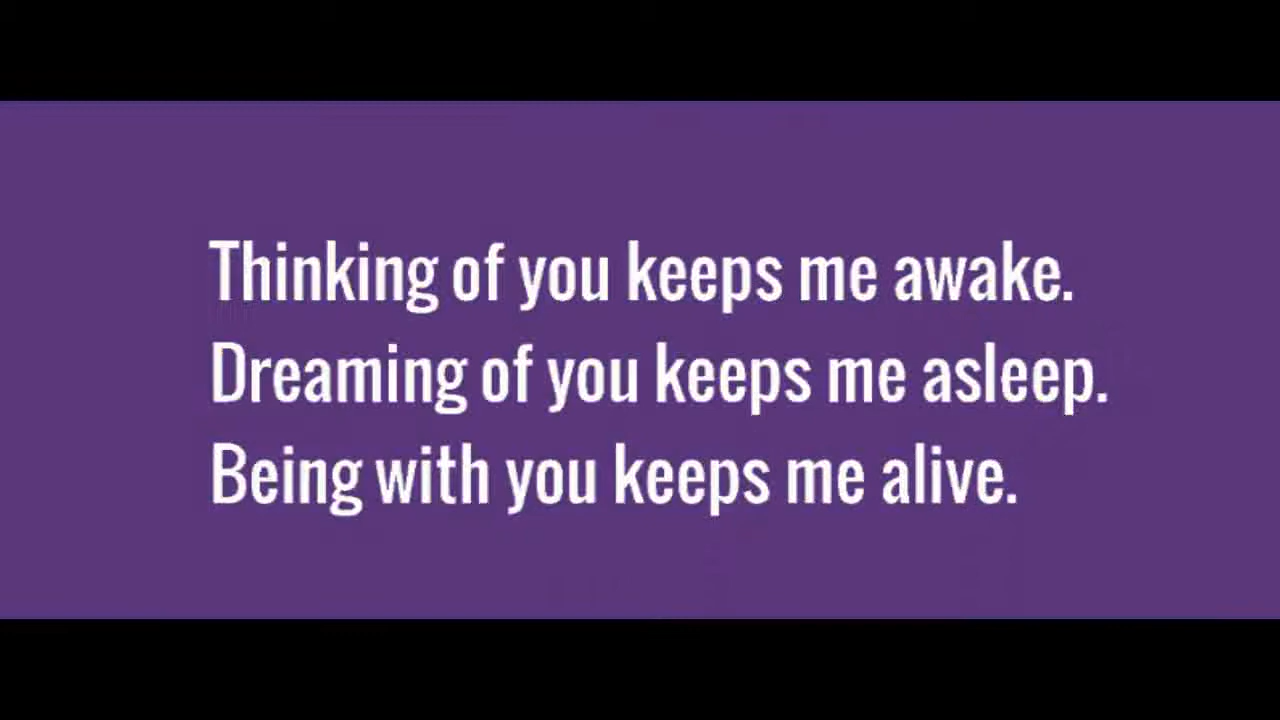 Thinking of you keeps me awake.
Dreaming of you keeps me asleep.
Being with you keeps me alive.